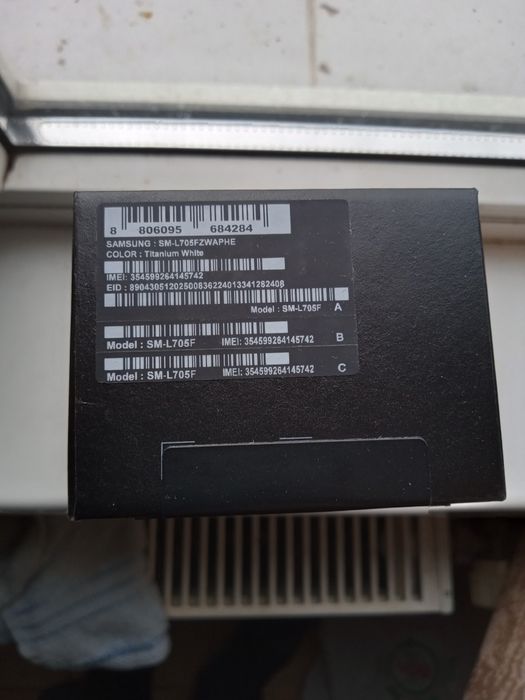 8 806095 684284
SAMSUNG : SM-L705FZWAPHE
COLOR : Titanium White
IMEI: 354599264145742
EID : 89043051202500836224013341282408
Model : SM-L705F A
Model : SM-L705F IMEI: 354599264145742 B
Model : SM-L705F IMEI: 354599264145742 C